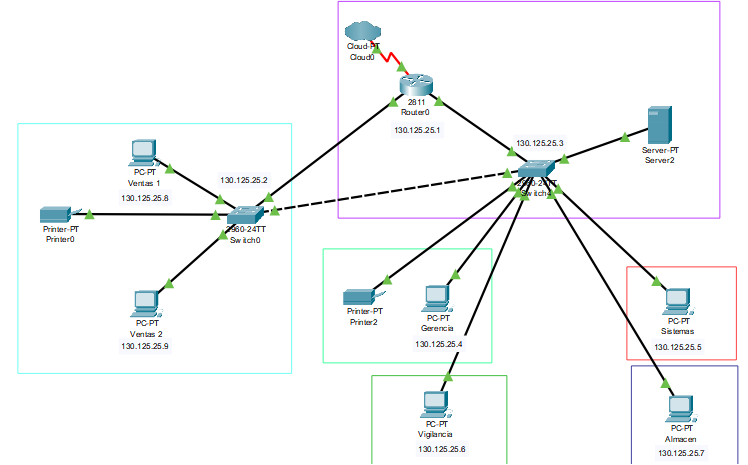 Cloud-PT
Cloud0
2811
Router0
130.125.25.1
130.125.25.3
Server-PT
Server2
2960-24TT
Switch4
PC-PT
Ventas 1
130.125.25.8
130.125.25.2
Printer-PT
Printer0
2960-24TT
Switch0
PC-PT
Ventas 2
130.125.25.9
Printer-PT
Printer2
PC-PT
Gerencia
130.125.25.4
PC-PT
Sistemas
130.125.25.5
PC-PT
Vigilancia
130.125.25.6
PC-PT
Almacen
130.125.25.7